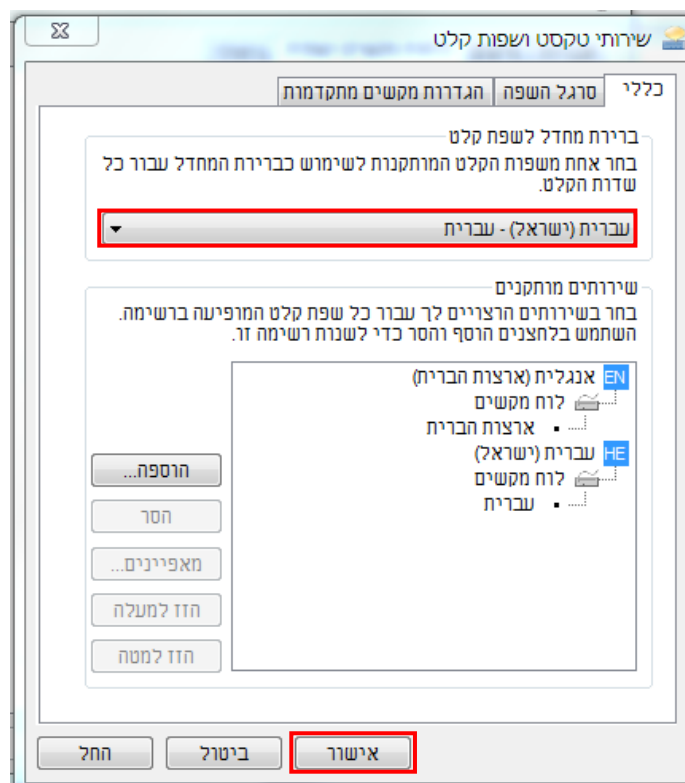 שירותי טקסט ושפות קלט
כללי סרגל השפה הגדרות מקשים מתקדמות
ברירת מחדל לשפת קלט
בחר אחת משפות הקלט המותקנות לשימוש כברירת המחדל עבור כל
שדות הקלט.
עברית (ישראל) - עברית
שירותים מותקנים
בחר בשירותים הרצויים לך עבור כל שפת קלט המופיעה ברשימה.
השתמש בלחצנים הוסף והסר כדי לשנות רשימה זו.
EN אנגלית (ארצות הברית)
לוח מקשים
ארצות הברית
HE עברית (ישראל)
לוח מקשים
עברית
הוספה...
הסר
מאפיינים...
הזז למעלה
הזז למטה
אישור ביטול החל